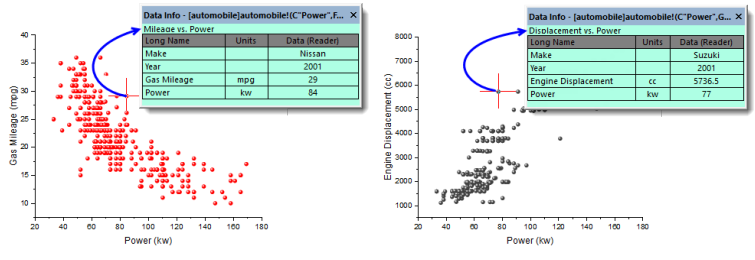 Data Info - [automobile]automobile!(C"Power",F... ×
Mileage vs. Power
Long Name Units Data (Reader)
Make Nissan
Year 2001
Gas Mileage mpg 29
Power kw 84
40
35
30
25
20
15
10
Gas Mileage (mpg)
20 40 60 80 100 120 140 160 180
Power (kw)
Data Info - [automobile]automobile!(C"Power",G... ×
Displacement vs. Power
Long Name Units Data (Reader)
Make Suzuki
Year 2001
Engine Displacement cc 5736.5
Power kw 77
8000
7000
6000
5000
4000
3000
2000
1000
Engine Displacement (cc)
20 40 60 80 100 120 140 160 180
Power (kw)